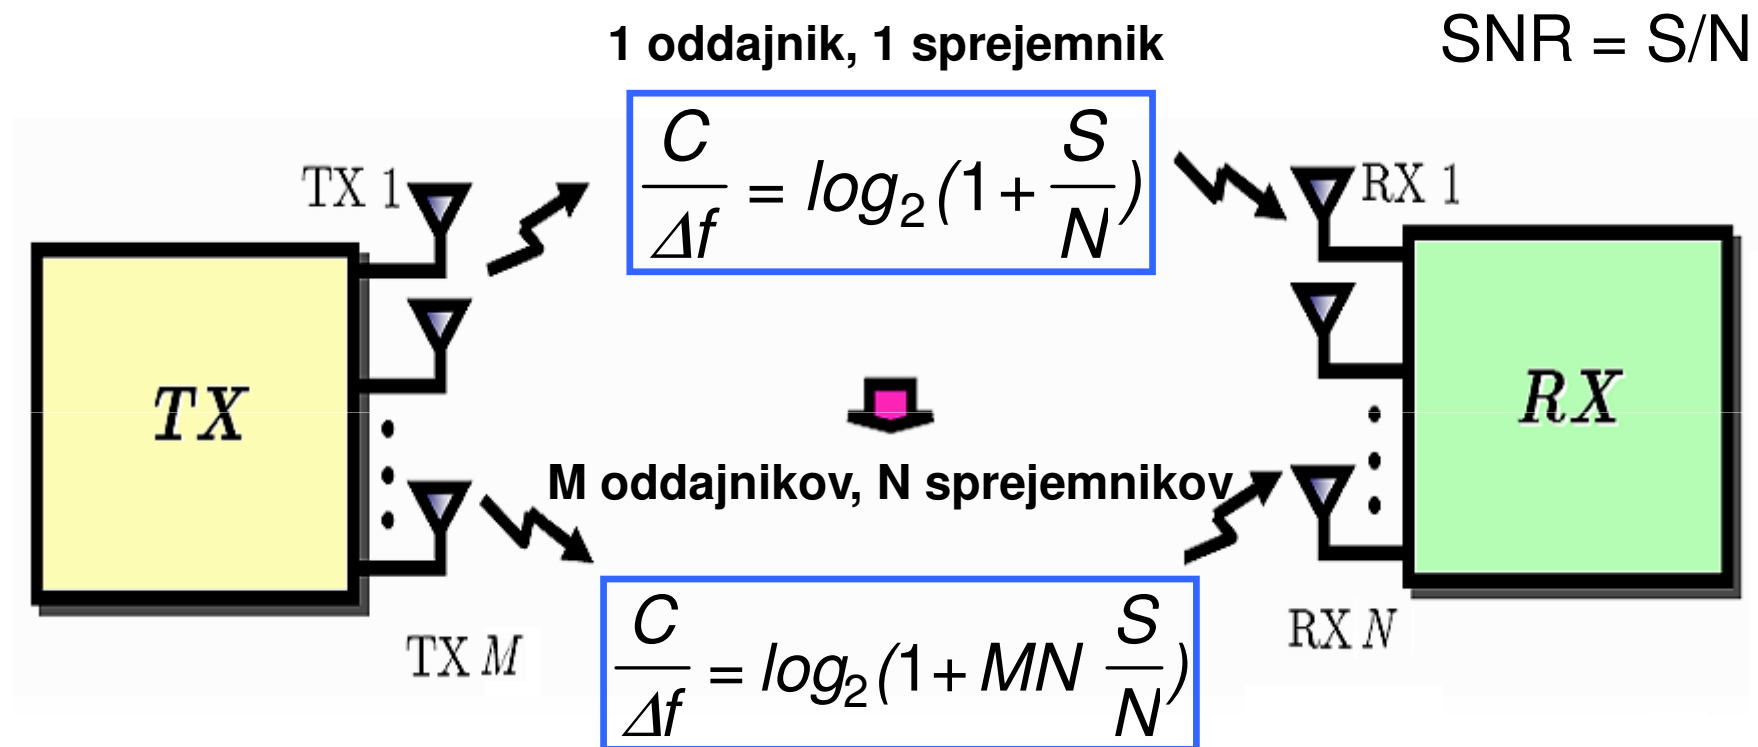 1 oddajnik, 1 sprejemnik
SNR = S/N
C/Δf = log₂(1+ S/N)
TX 1
RX 1
TX
RX
M oddajnikov, N sprejemnikov
TX M
RX N
C/Δf = log₂(1+ MN S/N)